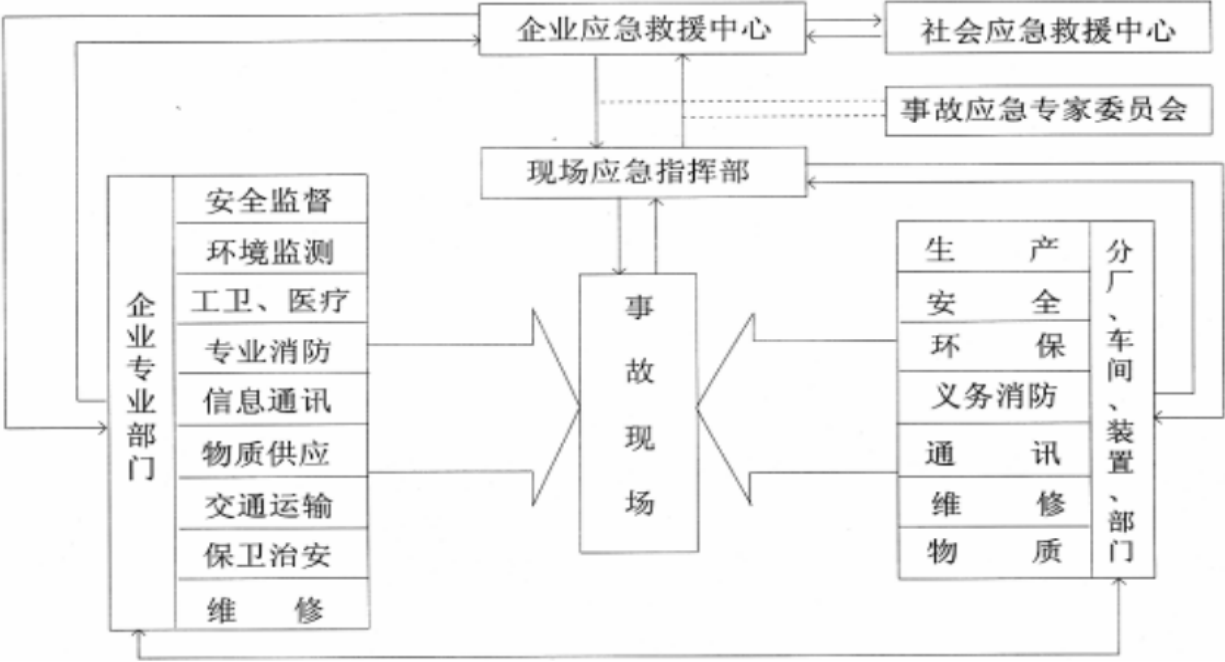 企业应急救援中心
社会应急救援中心
事故应急专家委员会
现场应急指挥部
企业专业部门
安全监督
环境监测
工卫、医疗
专业消防
信息通讯
物质供应
交通运输
保卫治安
维 修
事故现场
生 产
安 全
环 保
义务消防
通 讯
维 修
物 质
分厂、车间、装置、部门